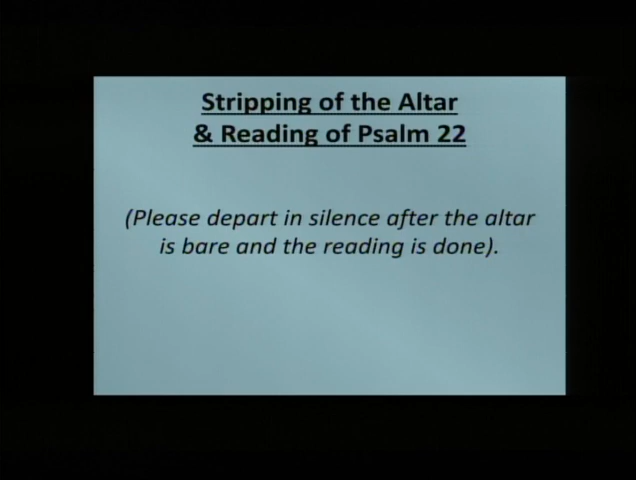 Stripping of the Altar
& Reading of Psalm 22
(Please depart in silence after the altar
is bare and the reading is done).